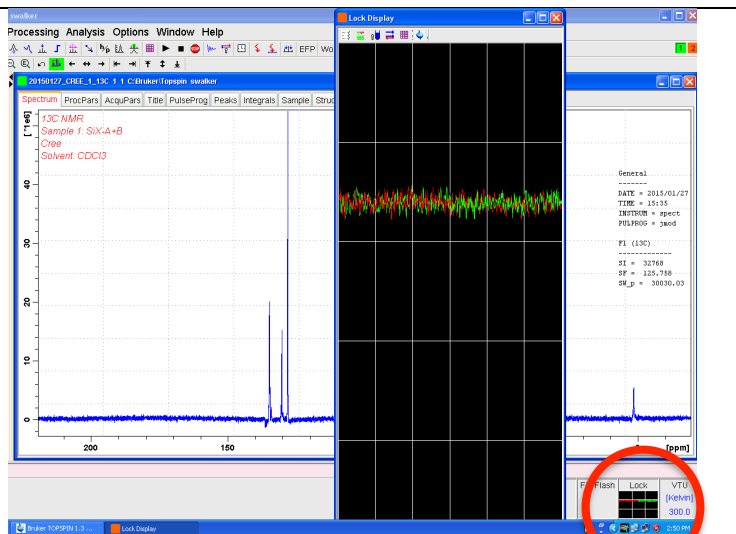 swalker
Lock Display
Processing Analysis Options Window Help
EFP Wo
1 2
20150127_CREE_1_13C 1 1 C:\Bruker\Topspin swalker
Spectrum ProcPars AcquPars Title PulseProg Peaks Integrals Sample Struc
[*1e6]
13C NMR
Sample 1: SiX-A+B
Cree
Solvent: CDCl3
General
-------
DATE = 2015/01/27
TIME = 15:35
INSTRUM = spect
PULPROG = jmod
F1 (13C)
-------------
SI = 32768
SF = 125.758
SW_p = 30030.03
40
30
20
10
0
200 150 0 [ppm]
Flash Lock VTU
[Kelvin]
300.0
Bruker TOPSPIN 1.3 ... Lock Display 2:50 PM